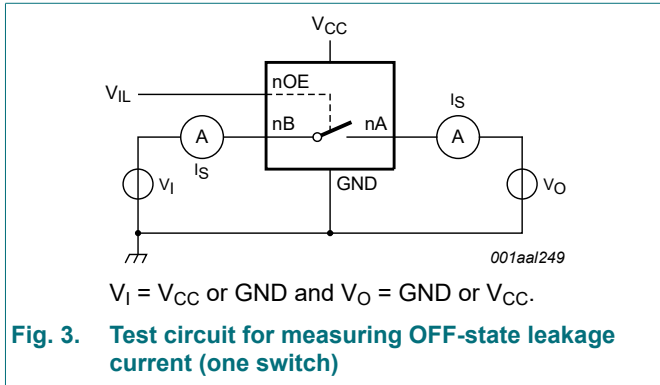 VCC
nOE
VIL
nB
nA
IS
A
A
IS
VI
GND
VO
001aal249
VI = VCC or GND and VO = GND or VCC.
Fig. 3. Test circuit for measuring OFF-state leakage
current (one switch)